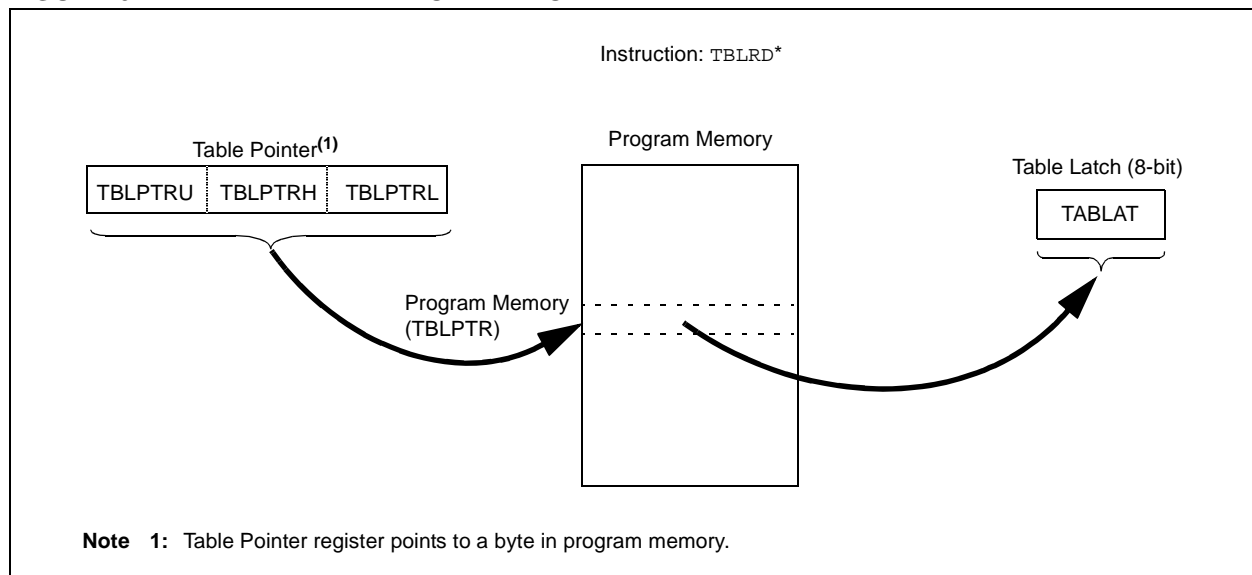 Instruction: TBLRD*
Table Pointer(1)
TBLPTRU TBLPTRH TBLPTRL
Program Memory
(TBLPTR)
Program Memory
Table Latch (8-bit)
TABLAT
Note 1: Table Pointer register points to a byte in program memory.